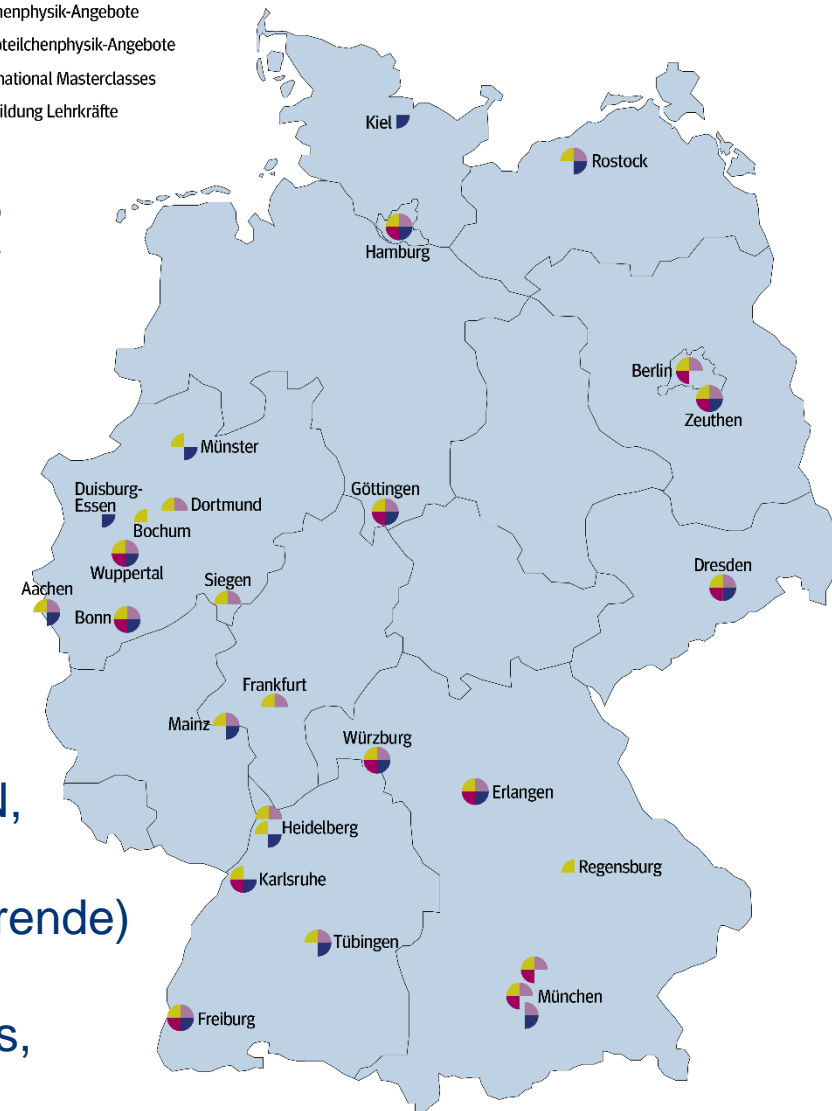 henphysik-Angebote
oteilchenphysik-Angebote
national Masterclasses
ildung Lehrkräfte
Kiel
Rostock
Hamburg
Berlin
Zeuthen
Münster
Duisburg-
Essen
Dortmund
Bochum
Göttingen
Wuppertal
Dresden
Aachen
Siegen
Bonn
Frankfurt
Mainz
Würzburg
Erlangen
Heidelberg
Regensburg
Karlsruhe
rende)
Tübingen
München
Freiburg
s,